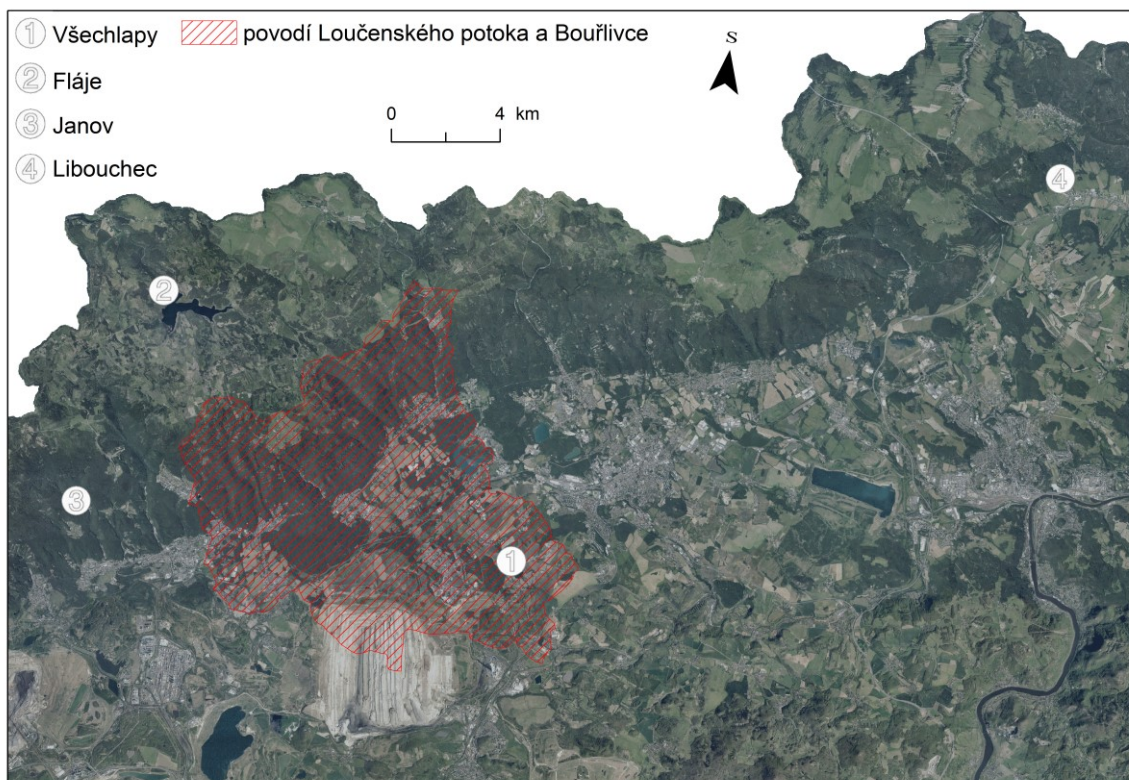 1 Všechlapy
povodí Loučenského potoka a Bouřlivce
2 Fláje
3 Janov
4 Libouchec
S
0 4 km
4
2
3
1